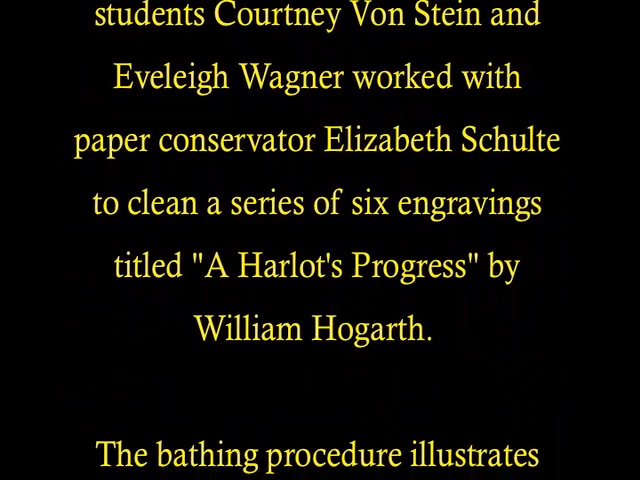 students Courtney Von Stein and
Eveleigh Wagner worked with
paper conservator Elizabeth Schulte
to clean a series of six engravings
titled "A Harlot's Progress" by
William Hogarth.
The bathing procedure illustrates